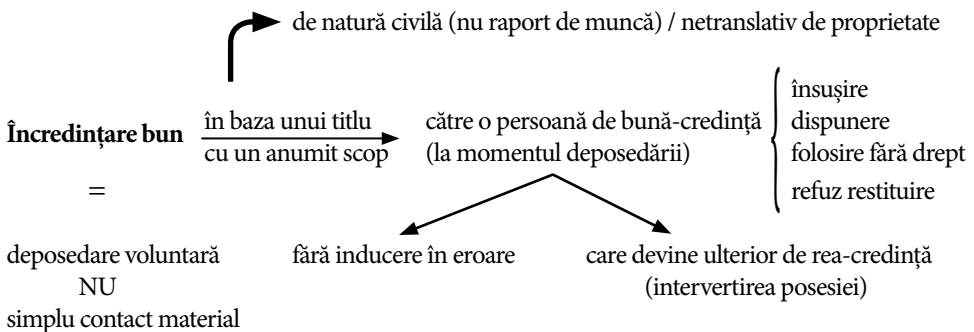 de natură civilă (nu raport de muncă) / netranslativ de proprietate
Încredințare bun
în baza unui titlu
cu un anumit scop
către o persoană de bună-credință
(la momentul deposedării)
însușire
dispunere
folosire fără drept
refuz restituire
=
deposedare voluntară
NU
simplu contact material
fără inducere în eroare
care devine ulterior de rea-credință
(intervertirea posesiei)